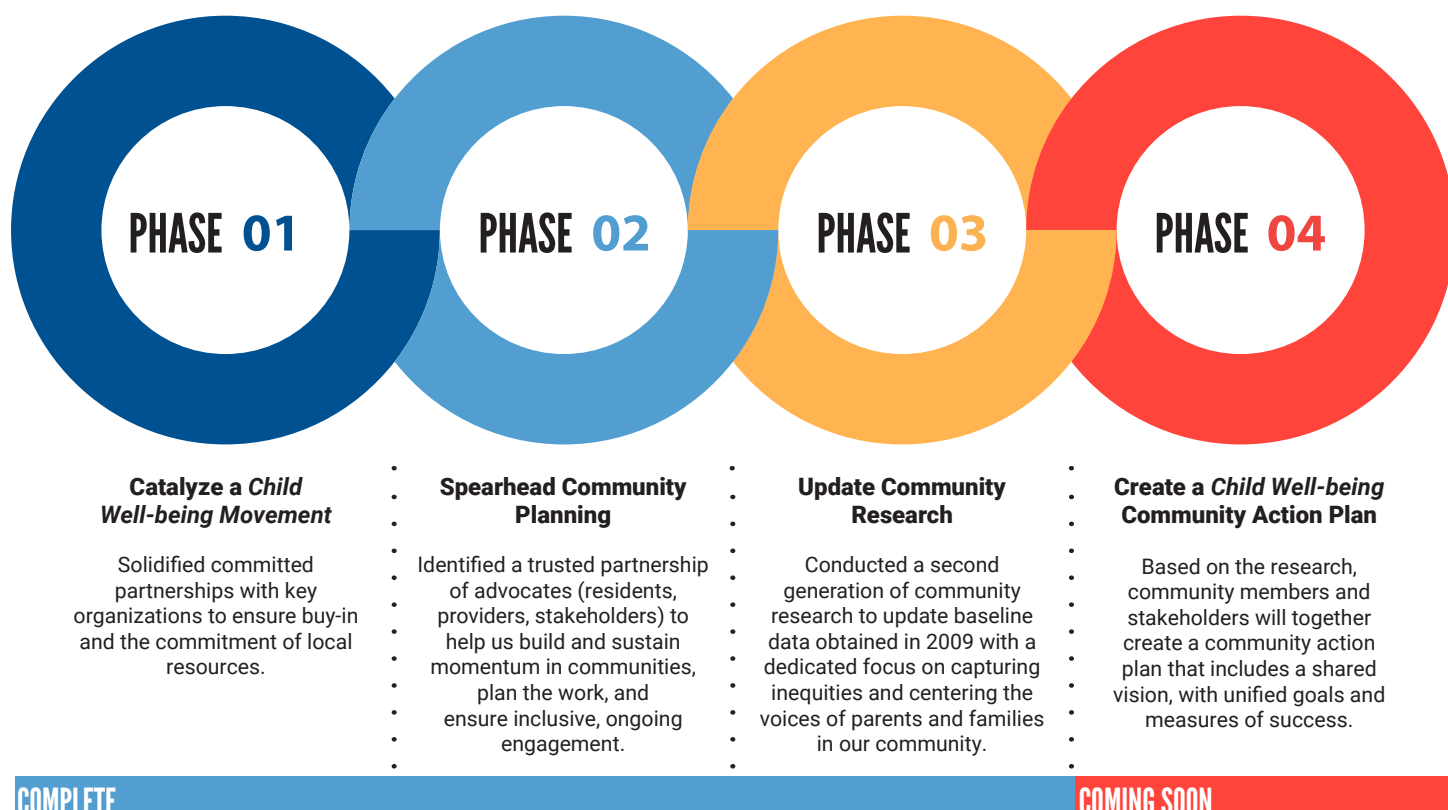 PHASE 01
PHASE 02
PHASE 03
PHASE 04
Catalyze a Child
Well-being Movement
Solidified committed
partnerships with key
organizations to ensure buy-in
and the commitment of local
resources.
Spearhead Community
Planning
Identified a trusted partnership
of advocates (residents,
providers, stakeholders) to
help us build and sustain
momentum in communities,
plan the work, and
ensure inclusive, ongoing
engagement.
Update Community
Research
Conducted a second
generation of community
research to update baseline
data obtained in 2009 with a
dedicated focus on capturing
inequities and centering the
voices of parents and families
in our community.
Create a Child Well-being
Community Action Plan
Based on the research,
community members and
stakeholders will together
create a community action
plan that includes a shared
vision, with unified goals and
measures of success.
COMPLETE
COMING SOON